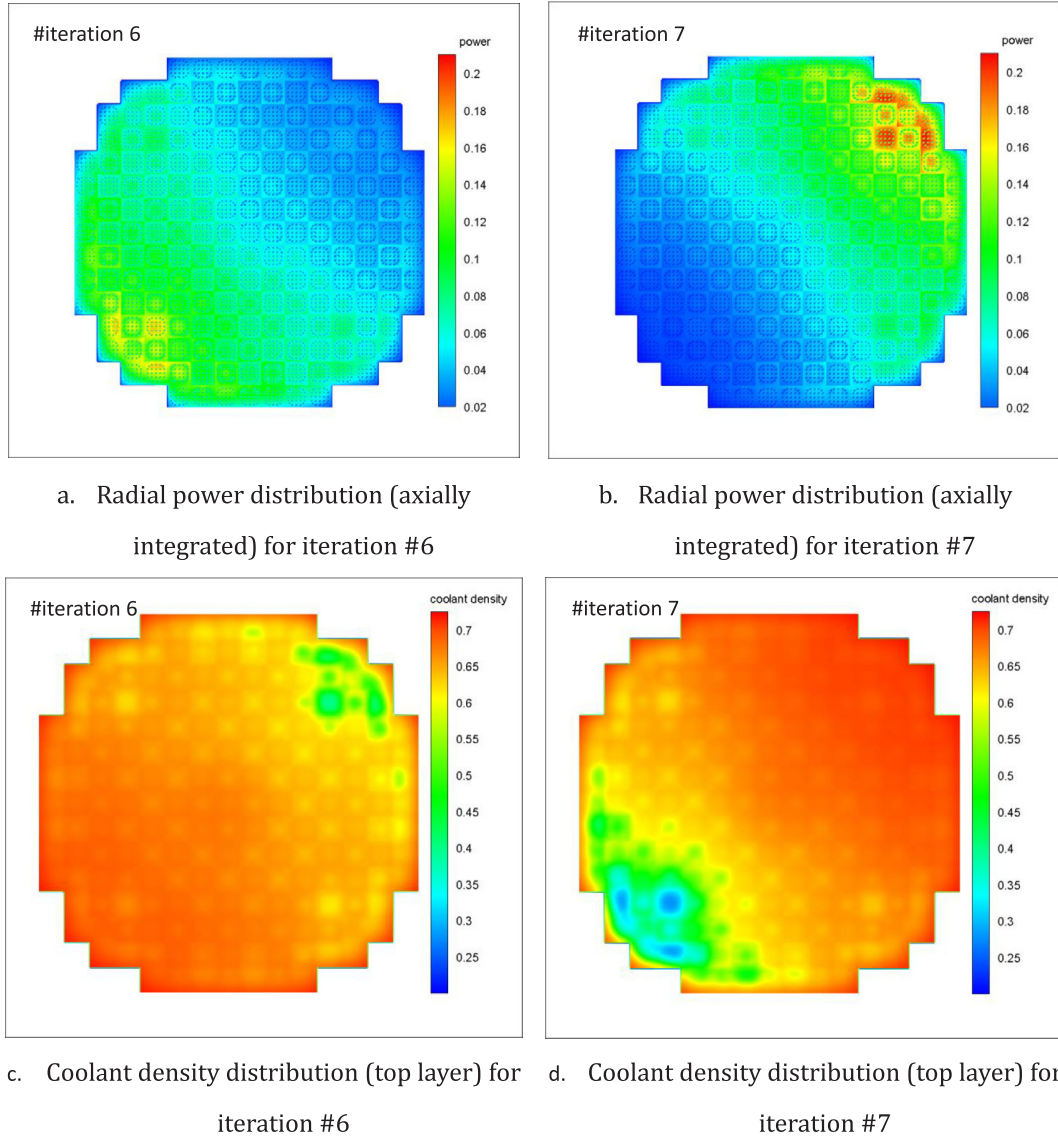 #iteration 6
power
0.2
0.18
0.16
0.14
0.12
0.1
0.08
0.06
0.04
0.02
#iteration 7
power
0.2
0.18
0.16
0.14
0.12
0.1
0.08
0.06
0.04
0.02
a. Radial power distribution (axially
integrated) for iteration #6
b. Radial power distribution (axially
integrated) for iteration #7
#iteration 6
coolant density
0.7
0.65
0.6
0.55
0.5
0.45
0.4
0.35
0.3
0.25
#iteration 7
coolant density
0.7
0.65
0.6
0.55
0.5
0.45
0.4
0.35
0.3
0.25
c. Coolant density distribution (top layer) for
iteration #6
d. Coolant density distribution (top layer) for
iteration #7